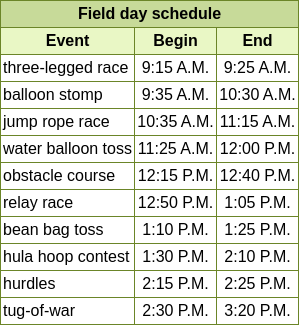 Field day schedule
Event Begin End
three-legged race 9:15 A.M. 9:25 A.M.
balloon stomp 9:35 A.M. 10:30 A.M.
jump rope race 10:35 A.M. 11:15 A.M.
water balloon toss 11:25 A.M. 12:00 P.M.
obstacle course 12:15 P.M. 12:40 P.M.
relay race 12:50 P.M. 1:05 P.M.
bean bag toss 1:10 P.M. 1:25 P.M.
hula hoop contest 1:30 P.M. 2:10 P.M.
hurdles 2:15 P.M. 2:25 P.M.
tug-of-war 2:30 P.M. 3:20 P.M.